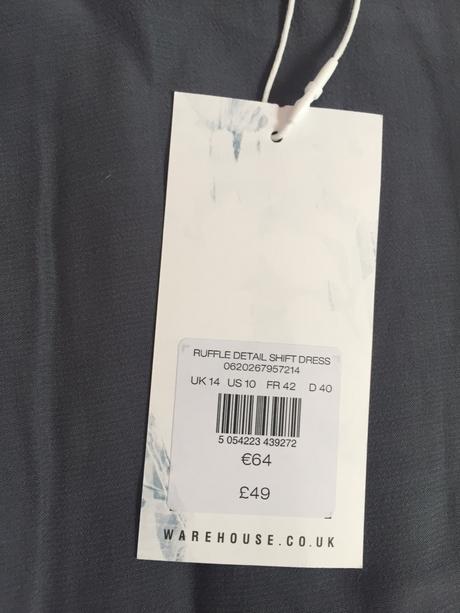 RUFFLE DETAIL SHIFT DRESS
0620267957214
UK 14 US 10 FR 42 D 40
5 054223 439272
€64
£49
WAREHOUSE.CO.UK